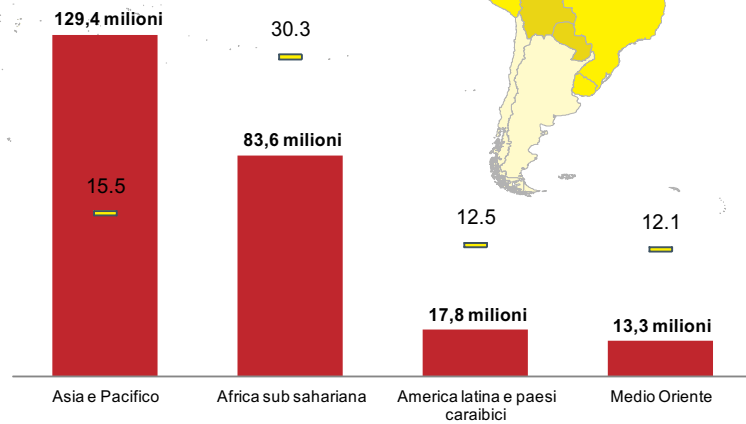 129,4 milioni
30.3
83,6 milioni
15.5
12.5
12.1
17,8 milioni
13,3 milioni
Asia e Pacifico
Africa sub sahariana
America latina e paesi
caraibici
Medio Oriente